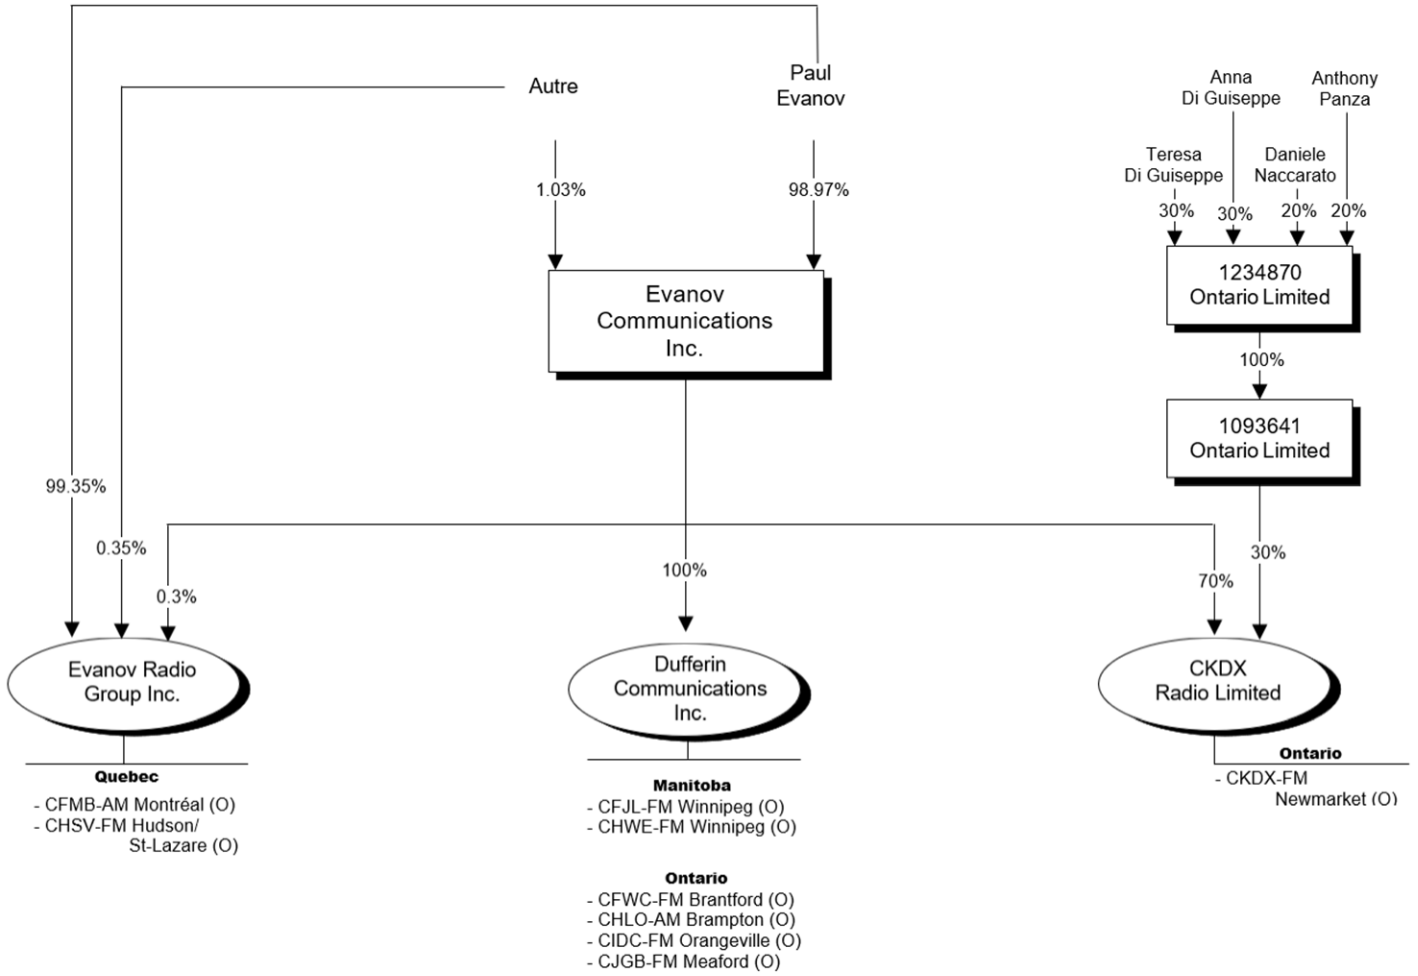 Autre
Paul
Evanov
Anna
Di Guiseppe
Anthony
Panza
Teresa
Di Guiseppe
Daniele
Naccarato
1.03%
98.97%
30%
30%
20%
20%
Evanov
Communications
Inc.
1234870
Ontario Limited
100%
1093641
Ontario Limited
99.35%
0.35%
0.3%
100%
70%
30%
Evanov Radio
Group Inc.
Dufferin
Communications
Inc.
CKDX
Radio Limited
Quebec
- CFMB-AM Montréal (O)
- CHSV-FM Hudson/
St-Lazare (O)
Manitoba
- CFJL-FM Winnipeg (O)
- CHWE-FM Winnipeg (O)
Ontario
- CFWC-FM Brantford (O)
- CHLO-AM Brampton (O)
- CIDC-FM Orangeville (O)
- CJGB-FM Meaford (O)
Ontario
- CKDX-FM
Newmarket (O)